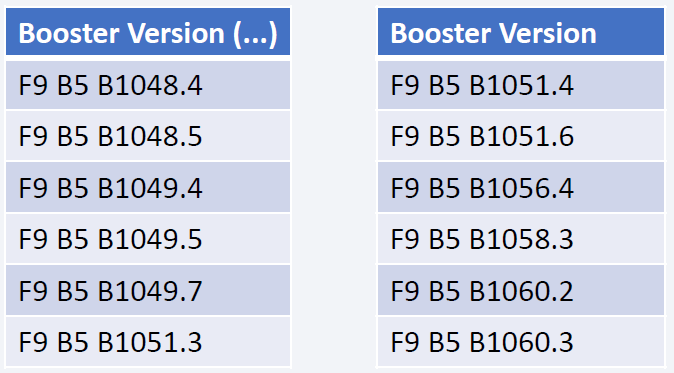 Booster Version (...)
F9 B5 B1048.4
F9 B5 B1048.5
F9 B5 B1049.4
F9 B5 B1049.5
F9 B5 B1049.7
F9 B5 B1051.3
Booster Version
F9 B5 B1051.4
F9 B5 B1051.6
F9 B5 B1056.4
F9 B5 B1058.3
F9 B5 B1060.2
F9 B5 B1060.3